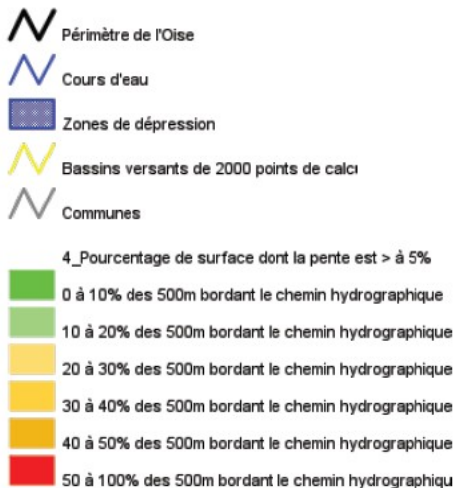 Périmètre de l'Oise
Cours d'eau
Zones de dépression
Bassins versants de 2000 points de calcu
Communes
4_Pourcentage de surface dont la pente est > à 5%
0 à 10% des 500m bordant le chemin hydrographique
10 à 20% des 500m bordant le chemin hydrographique
20 à 30% des 500m bordant le chemin hydrographique
30 à 40% des 500m bordant le chemin hydrographique
40 à 50% des 500m bordant le chemin hydrographique
50 à 100% des 500m bordant le chemin hydrographiqu